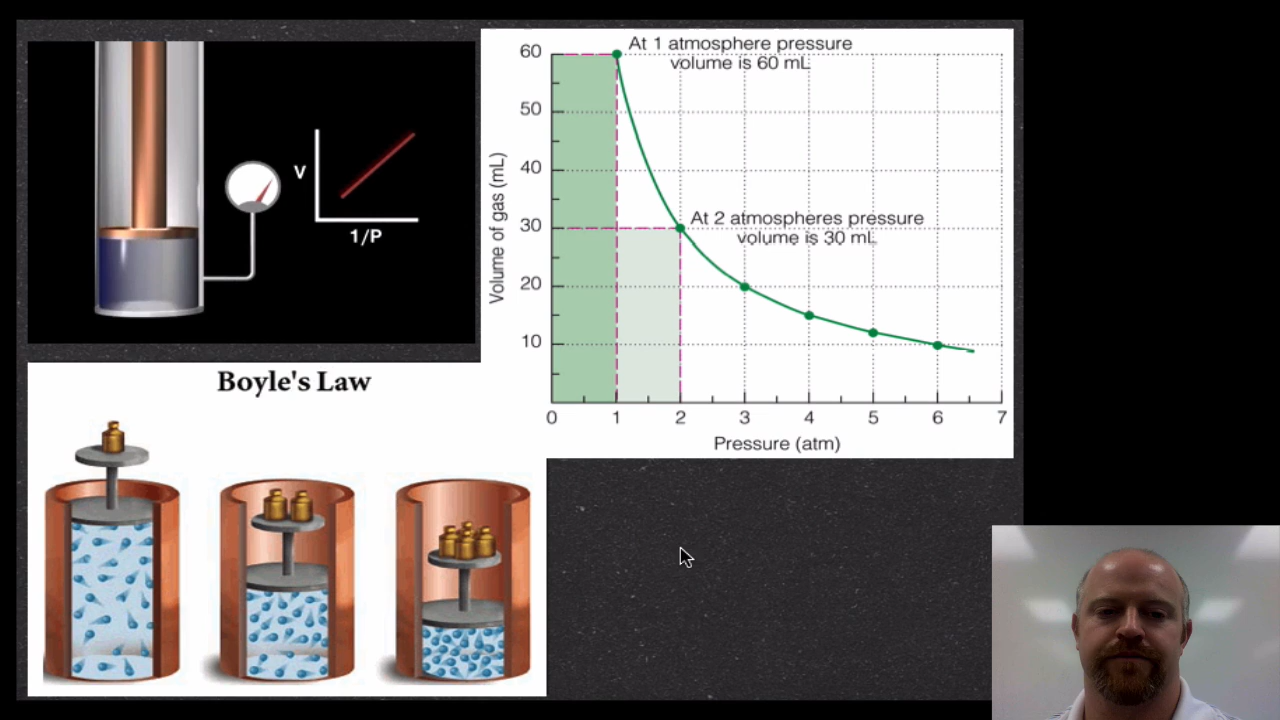 V
1/P
60
50
40
30
20
10
Volume of gas (mL)
At 1 atmosphere pressure
volume is 60 mL
At 2 atmospheres pressure
volume is 30 mL
0 1 2 3 4 5 6 7
Pressure (atm)
Boyle's Law